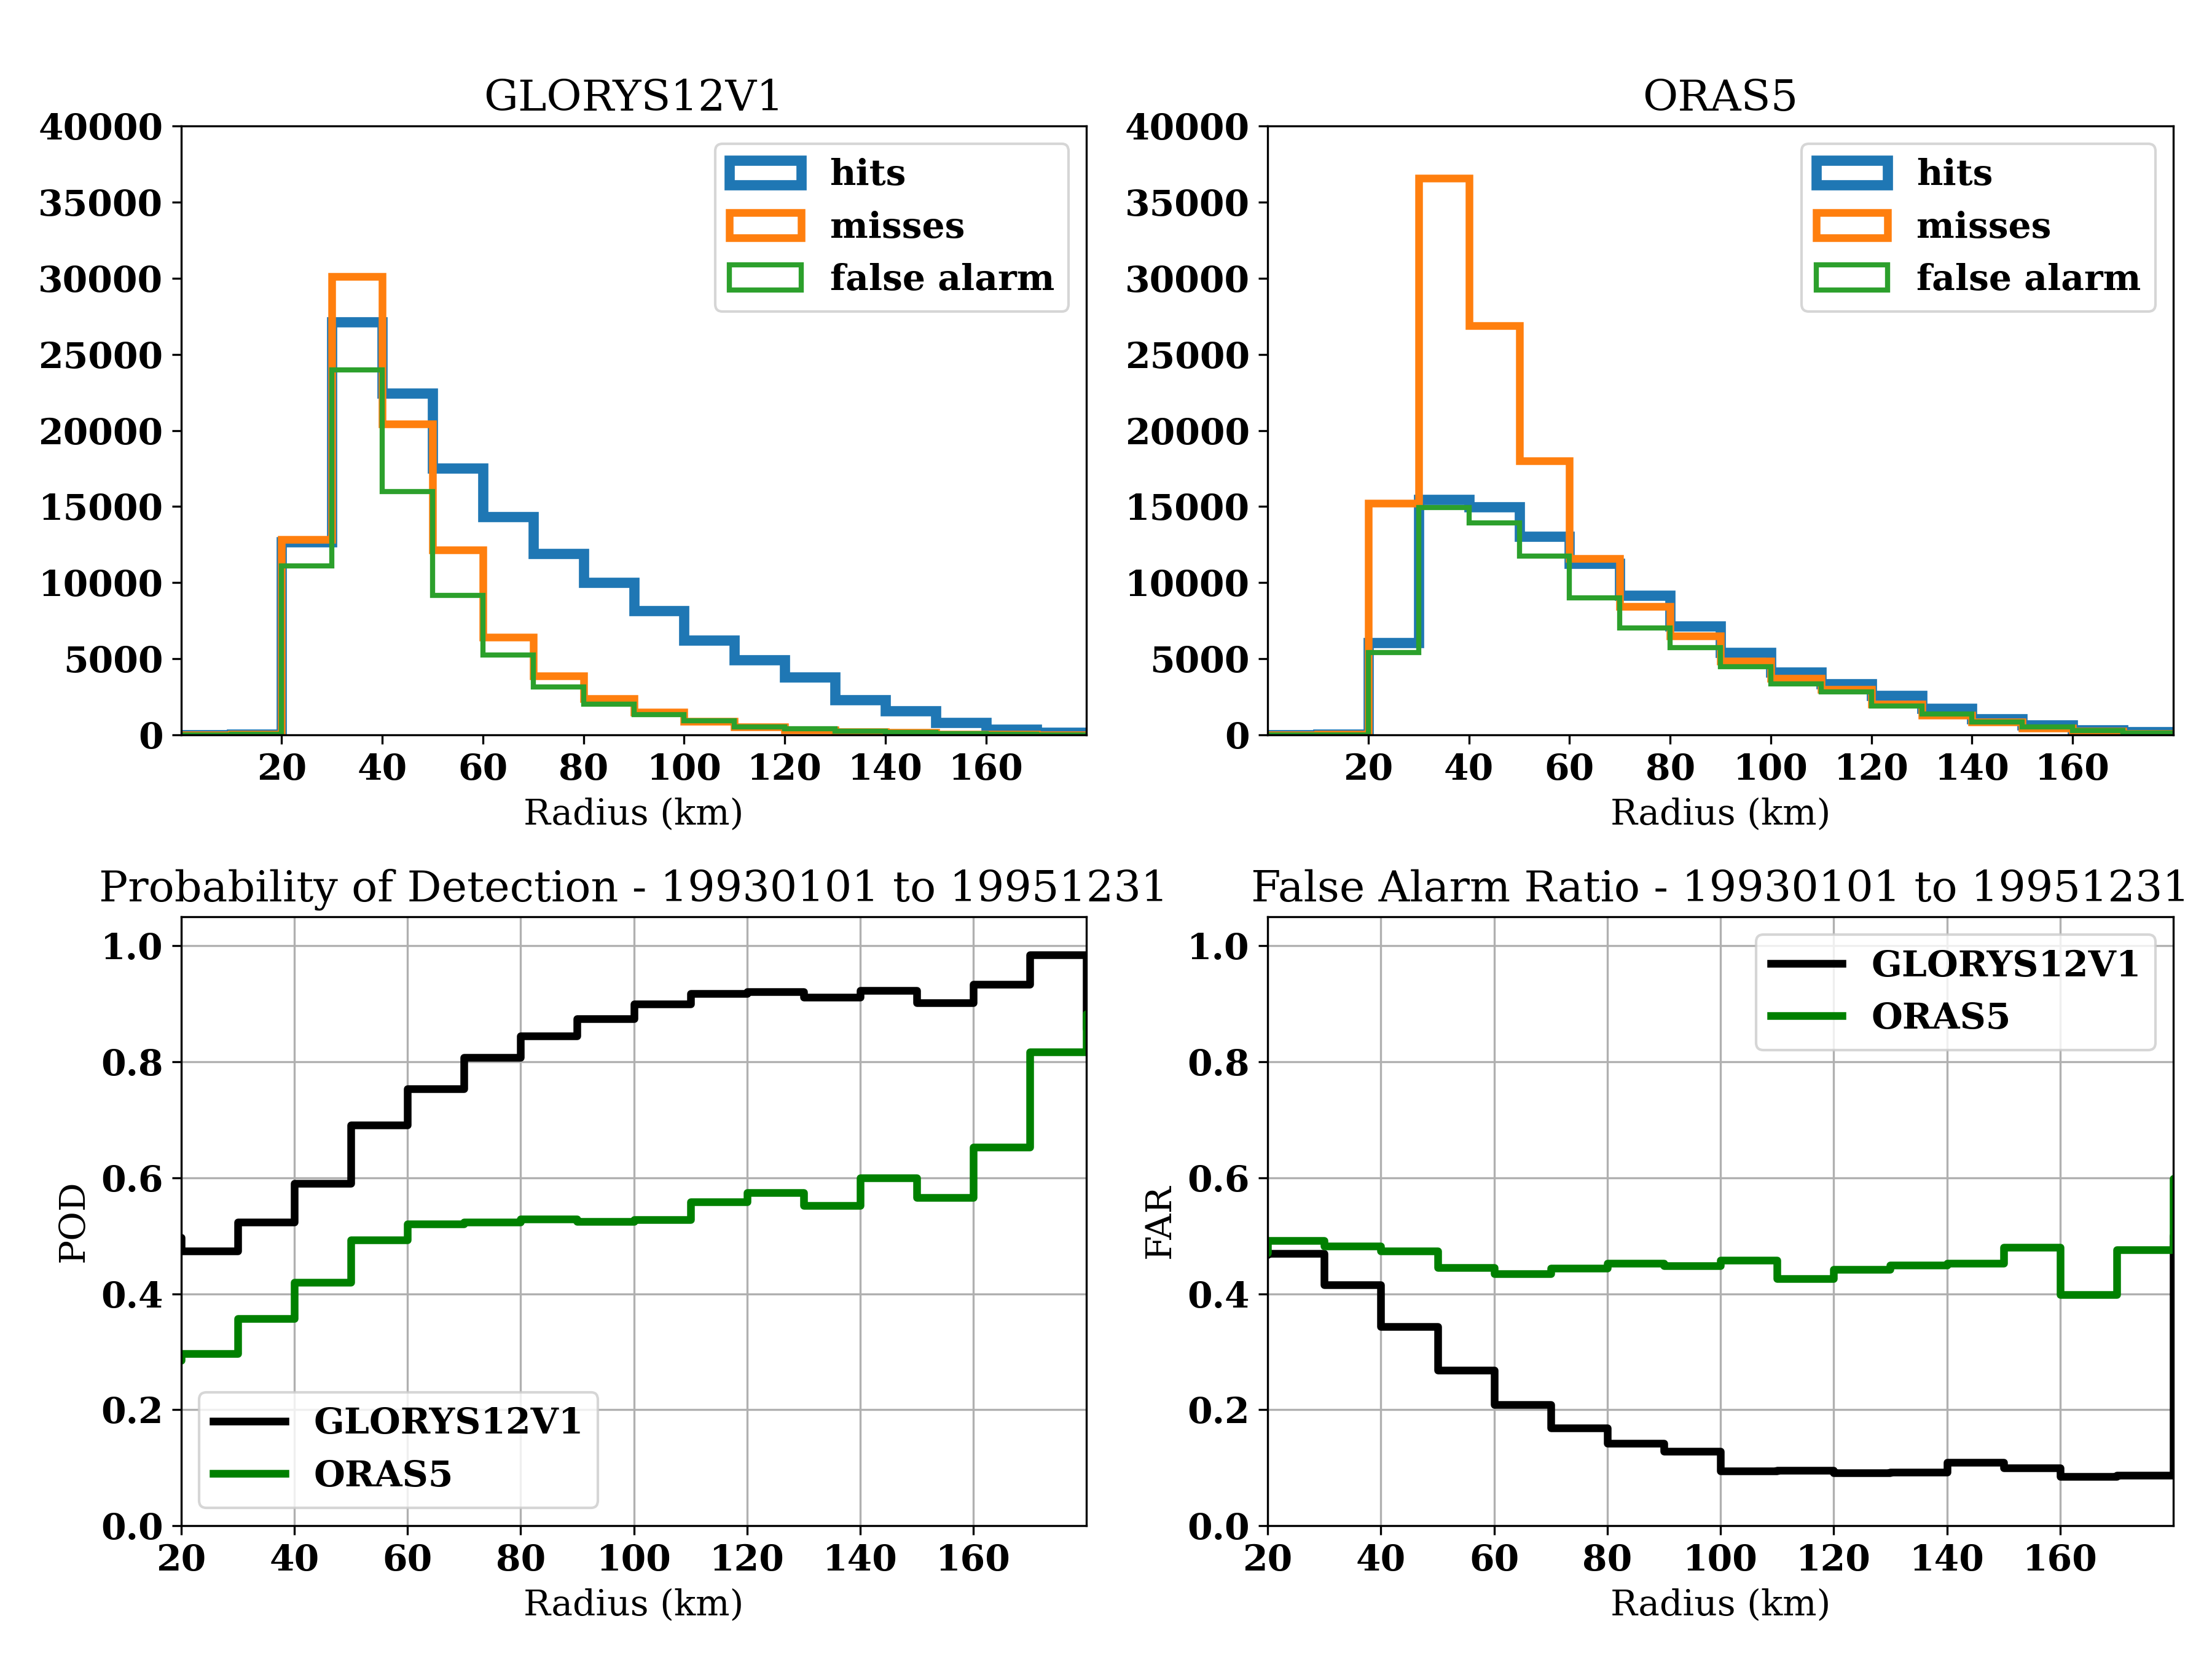 GLORYS12V1
40000
35000
30000
25000
20000
15000
10000
5000
0
hits
misses
false alarm
20 40 60 80 100 120 140 160
Radius (km)
ORAS5
40000
35000
30000
25000
20000
15000
10000
5000
0
hits
misses
false alarm
20 40 60 80 100 120 140 160
Radius (km)
Probability of Detection - 19930101 to 19951231
POD
1.0
0.8
0.6
0.4
0.2
0.0
GLORYS12V1
ORAS5
20 40 60 80 100 120 140 160
Radius (km)
False Alarm Ratio - 19930101 to 19951231
FAR
1.0
0.8
0.6
0.4
0.2
0.0
GLORYS12V1
ORAS5
20 40 60 80 100 120 140 160
Radius (km)